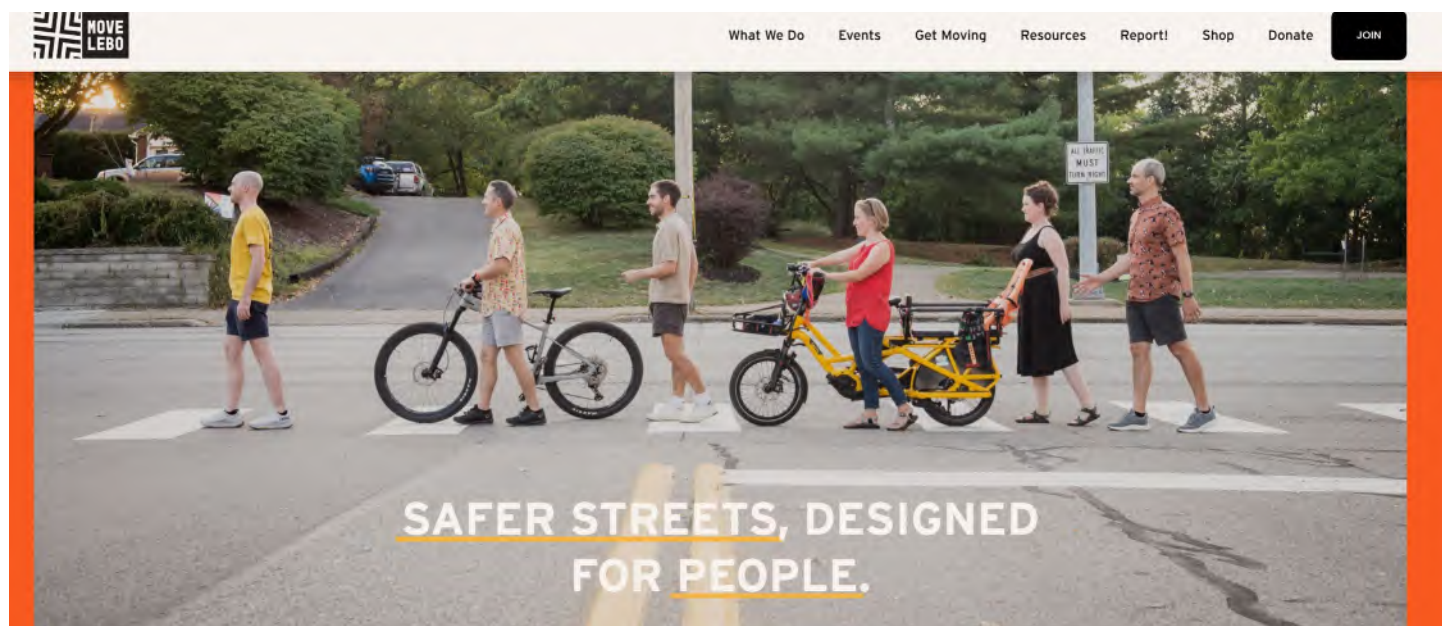 MOVE
LEBO
What We Do
Events
Get Moving
Resources
Report!
Shop
Donate
JOIN
ALL TRAFFIC
MUST
TURN RIGHT
SAFER STREETS, DESIGNED
FOR PEOPLE.